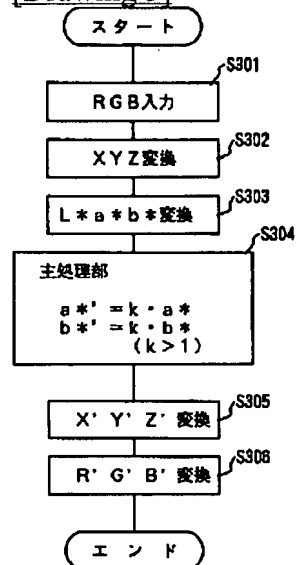 スタート
S301
RGB入力
S302
XYZ変換
S303
L*a*b*変換
S304
主処理部
a*'=k・a*
b*'=k・b*
(k>1)
S305
X' Y' Z' 変換
S306
R' G' B' 変換
エンド